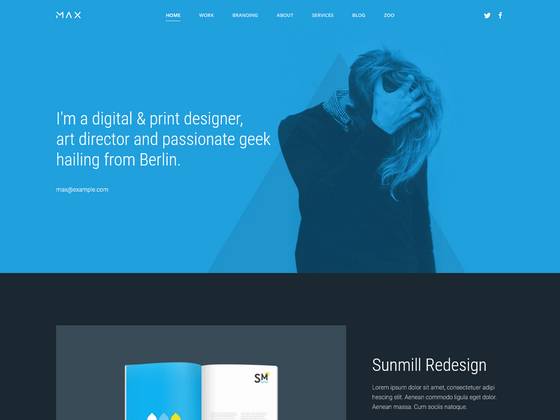 MAX
HOME WORK BRANDING ABOUT SERVICES BLOG ZOO
I'm a digital & print designer,
art director and passionate geek
hailing from Berlin.
max@example.com
SM
Sunmill Redesign
Lorem ipsum dolor sit amet, consectetuer adipi
hescing elit. Aenean commodo ligula eget dolor.
Aenean massa. Cum sociis natoque.